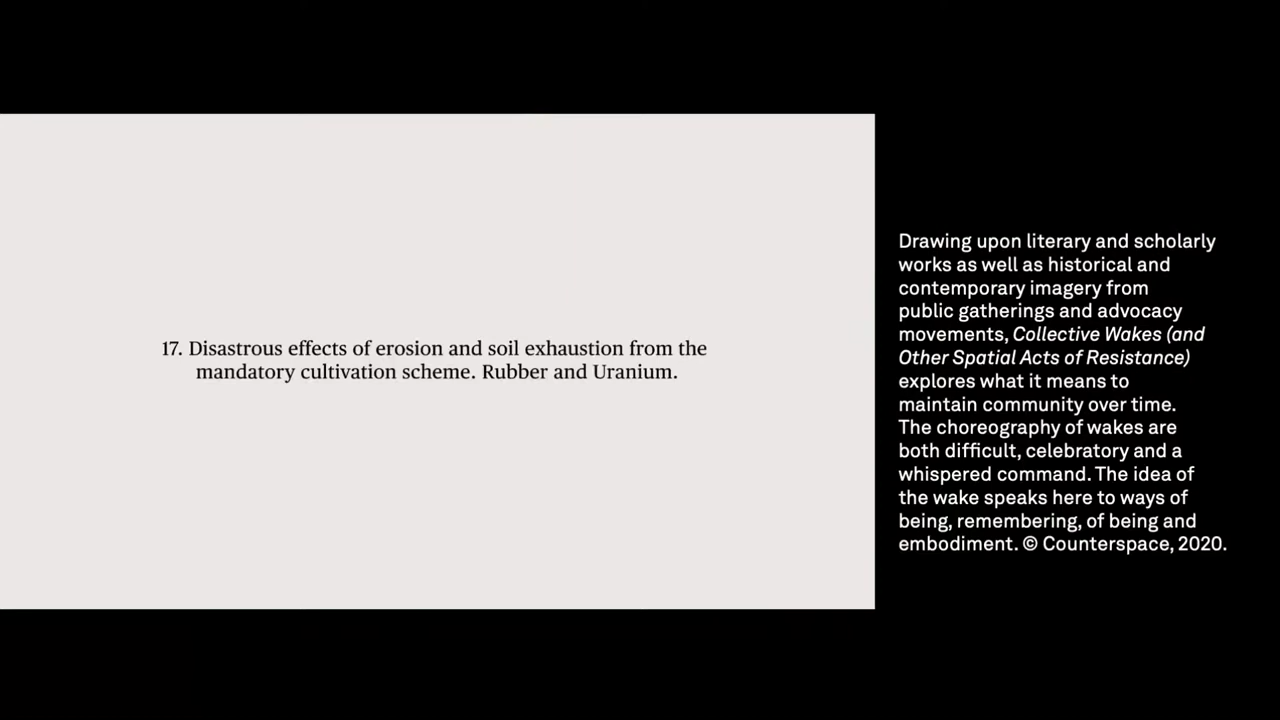 17. Disastrous effects of erosion and soil exhaustion from the
mandatory cultivation scheme. Rubber and Uranium.
Drawing upon literary and scholarly
works as well as historical and
contemporary imagery from
public gatherings and advocacy
movements, Collective Wakes (and
Other Spatial Acts of Resistance)
explores what it means to
maintain community over time.
The choreography of wakes are
both difficult, celebratory and a
whispered command. The idea of
the wake speaks here to ways of
being, remembering, of being and
embodiment. © Counterspace, 2020.